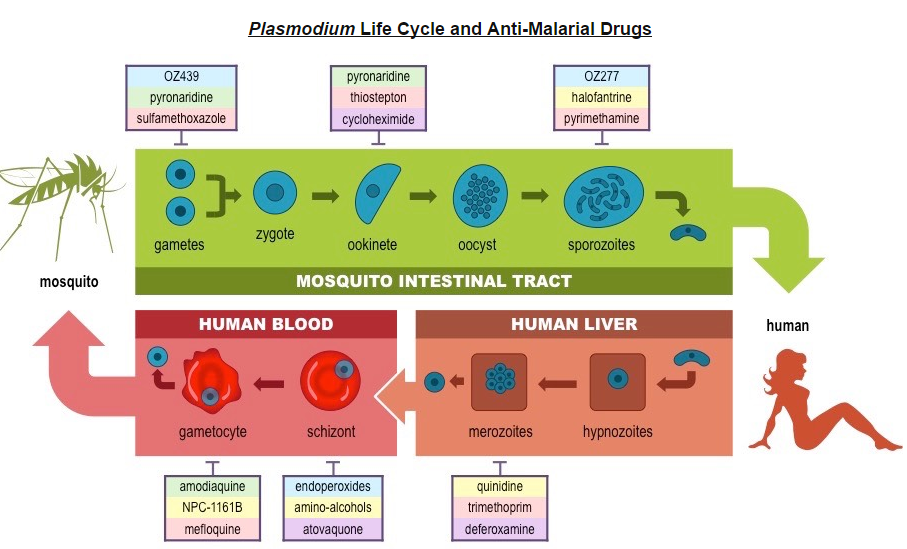 Plasmodium Life Cycle and Anti-Malarial Drugs
OZ439
pyronaridine
sulfamethoxazole
pyronaridine
thiostepton
cycloheximide
OZ277
halofantrine
pyrimethamine
gametes
zygote
ookinete
oocyst
sporozoites
mosquito
MOSQUITO INTESTINAL TRACT
human
HUMAN BLOOD
HUMAN LIVER
gametocyte
schizont
merozoites
hypnozoites
amodiaquine
NPC-1161B
mefloquine
endoperoxides
amino-alcohols
atovaquone
quinidine
trimethoprim
deferoxamine